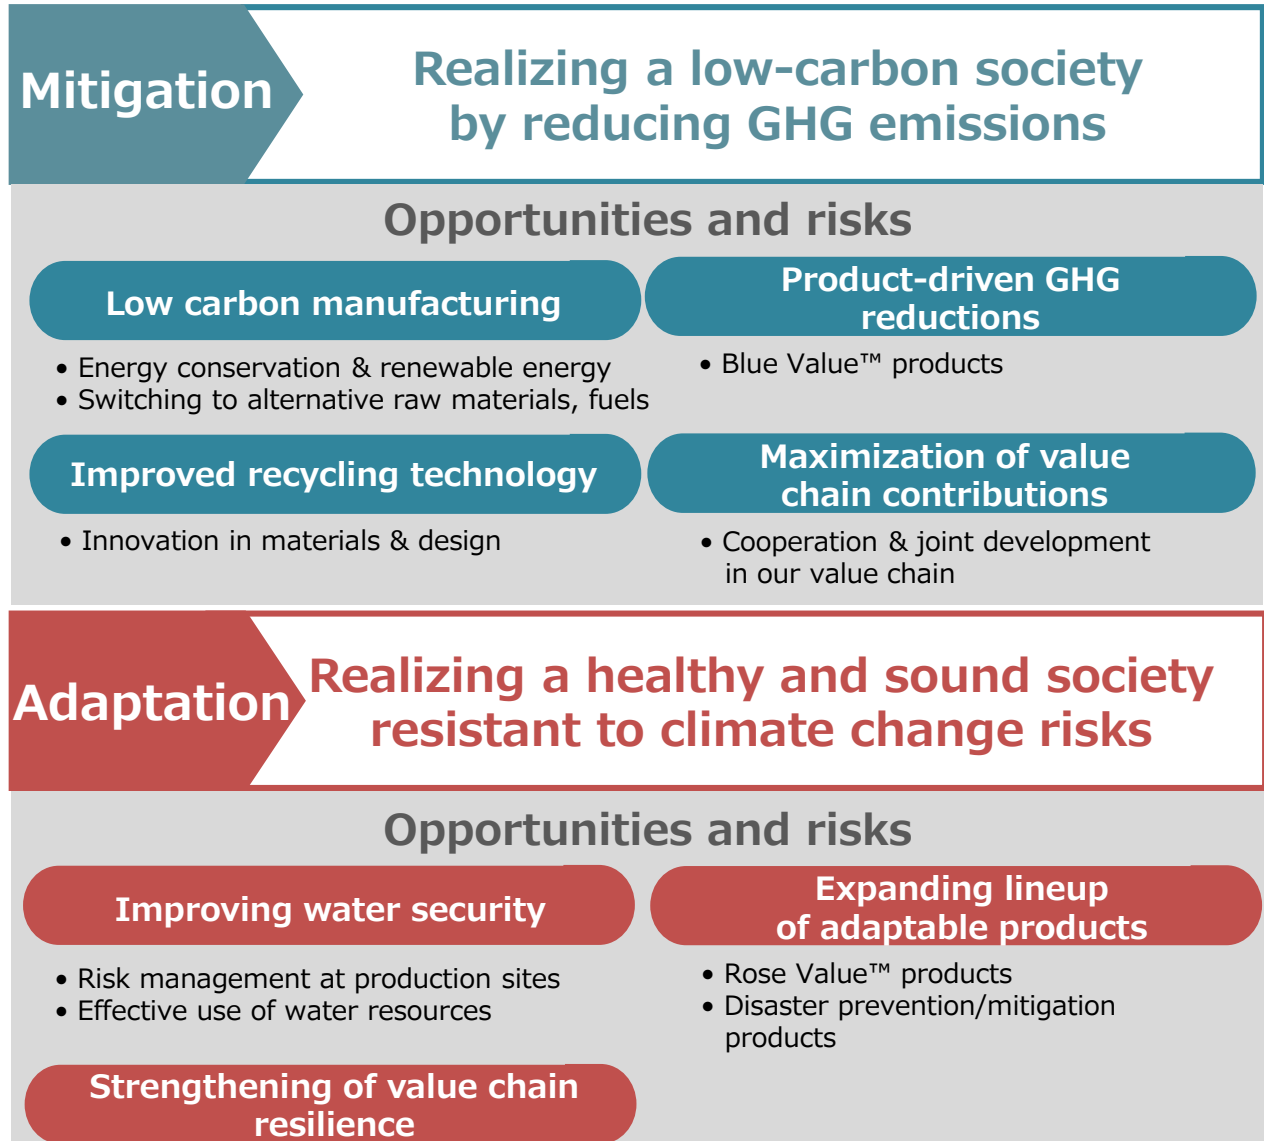 Mitigation
Realizing a low-carbon society
by reducing GHG emissions
Opportunities and risks
Low carbon manufacturing
• Energy conservation & renewable energy
• Switching to alternative raw materials, fuels
Product-driven GHG
reductions
• Blue Value™ products
Improved recycling technology
• Innovation in materials & design
Maximization of value
chain contributions
• Cooperation & joint development
in our value chain
Adaptation
Realizing a healthy and sound society
resistant to climate change risks
Opportunities and risks
Improving water security
• Risk management at production sites
• Effective use of water resources
Expanding lineup
of adaptable products
• Rose Value™ products
• Disaster prevention/mitigation
products
Strengthening of value chain
resilience